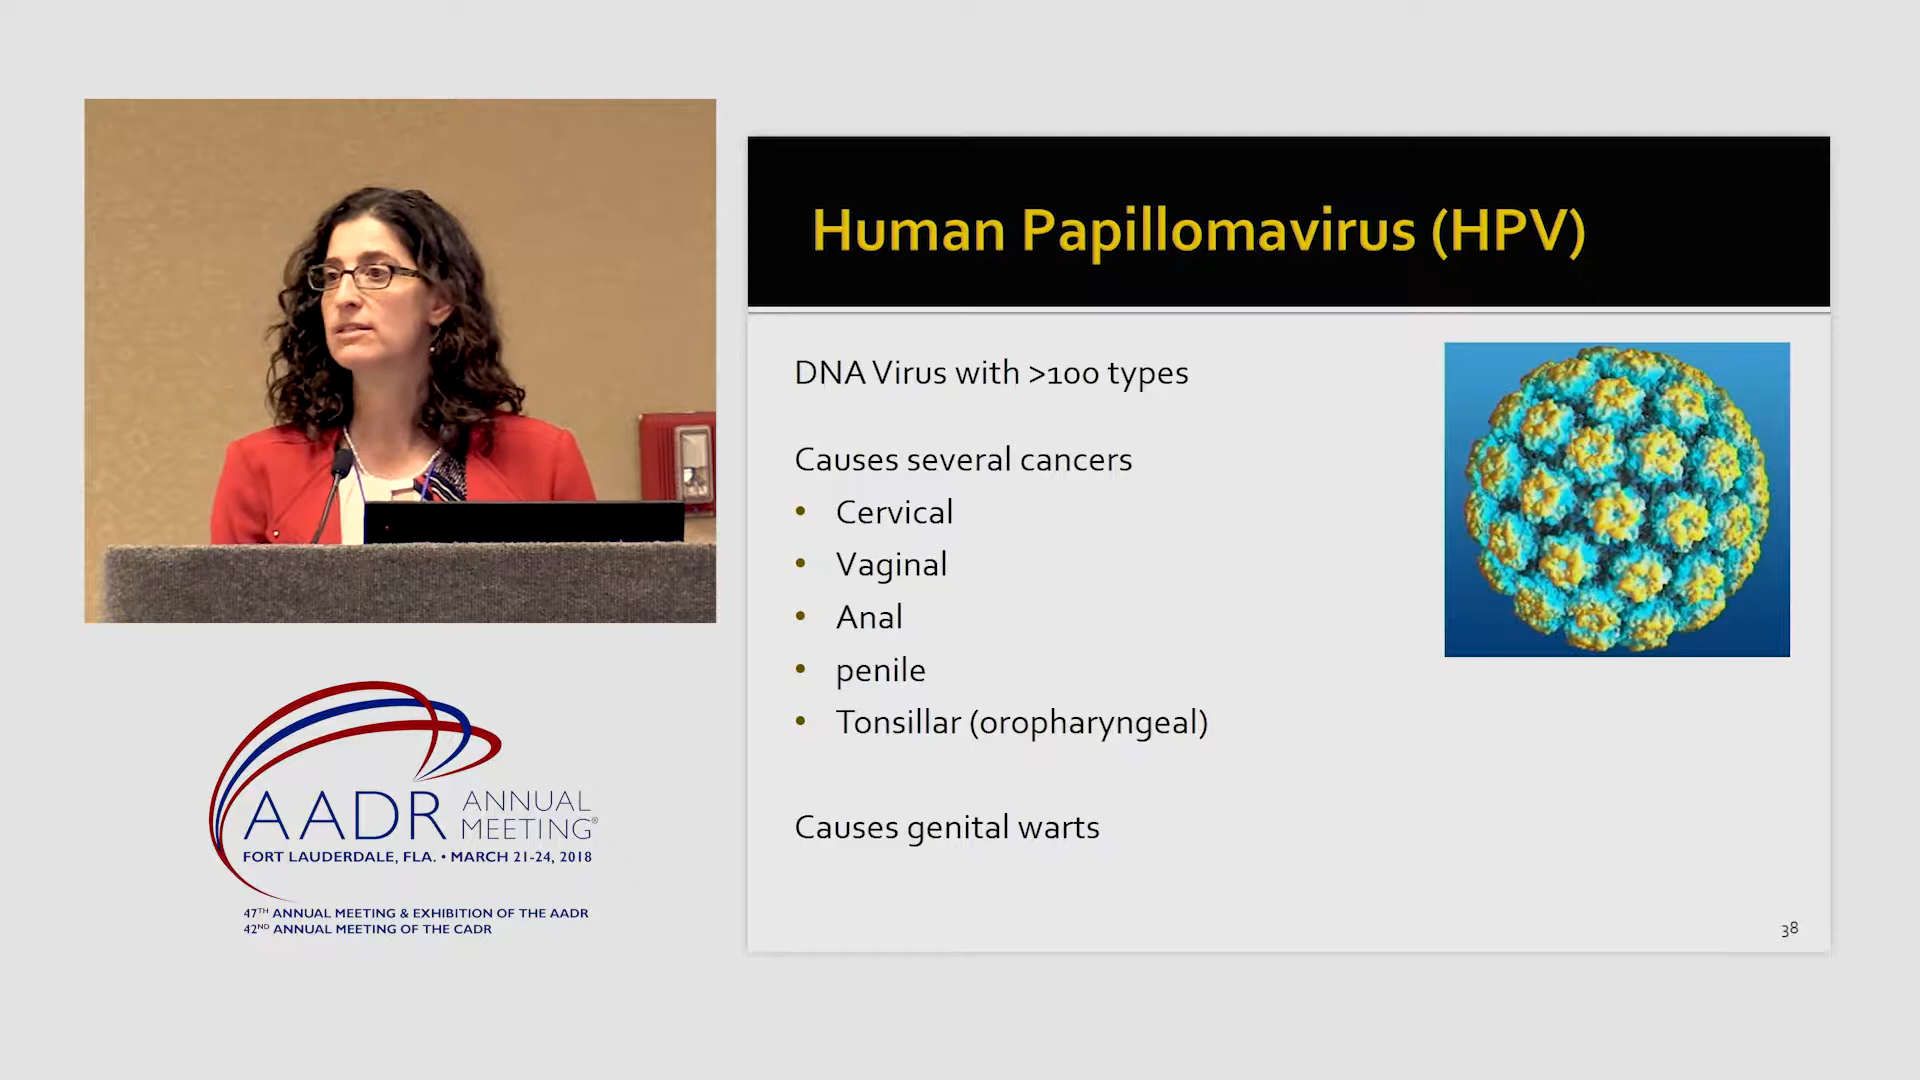 Human Papillomavirus (HPV)
DNA Virus with >100 types
Causes several cancers
• Cervical
• Vaginal
• Anal
• penile
• Tonsillar (oropharyngeal)
Causes genital warts
38
AADR ANNUAL MEETING®
FORT LAUDERDALE, FLA. • MARCH 21-24, 2018
47TH ANNUAL MEETING & EXHIBITION OF THE AADR
42ND ANNUAL MEETING OF THE CADR